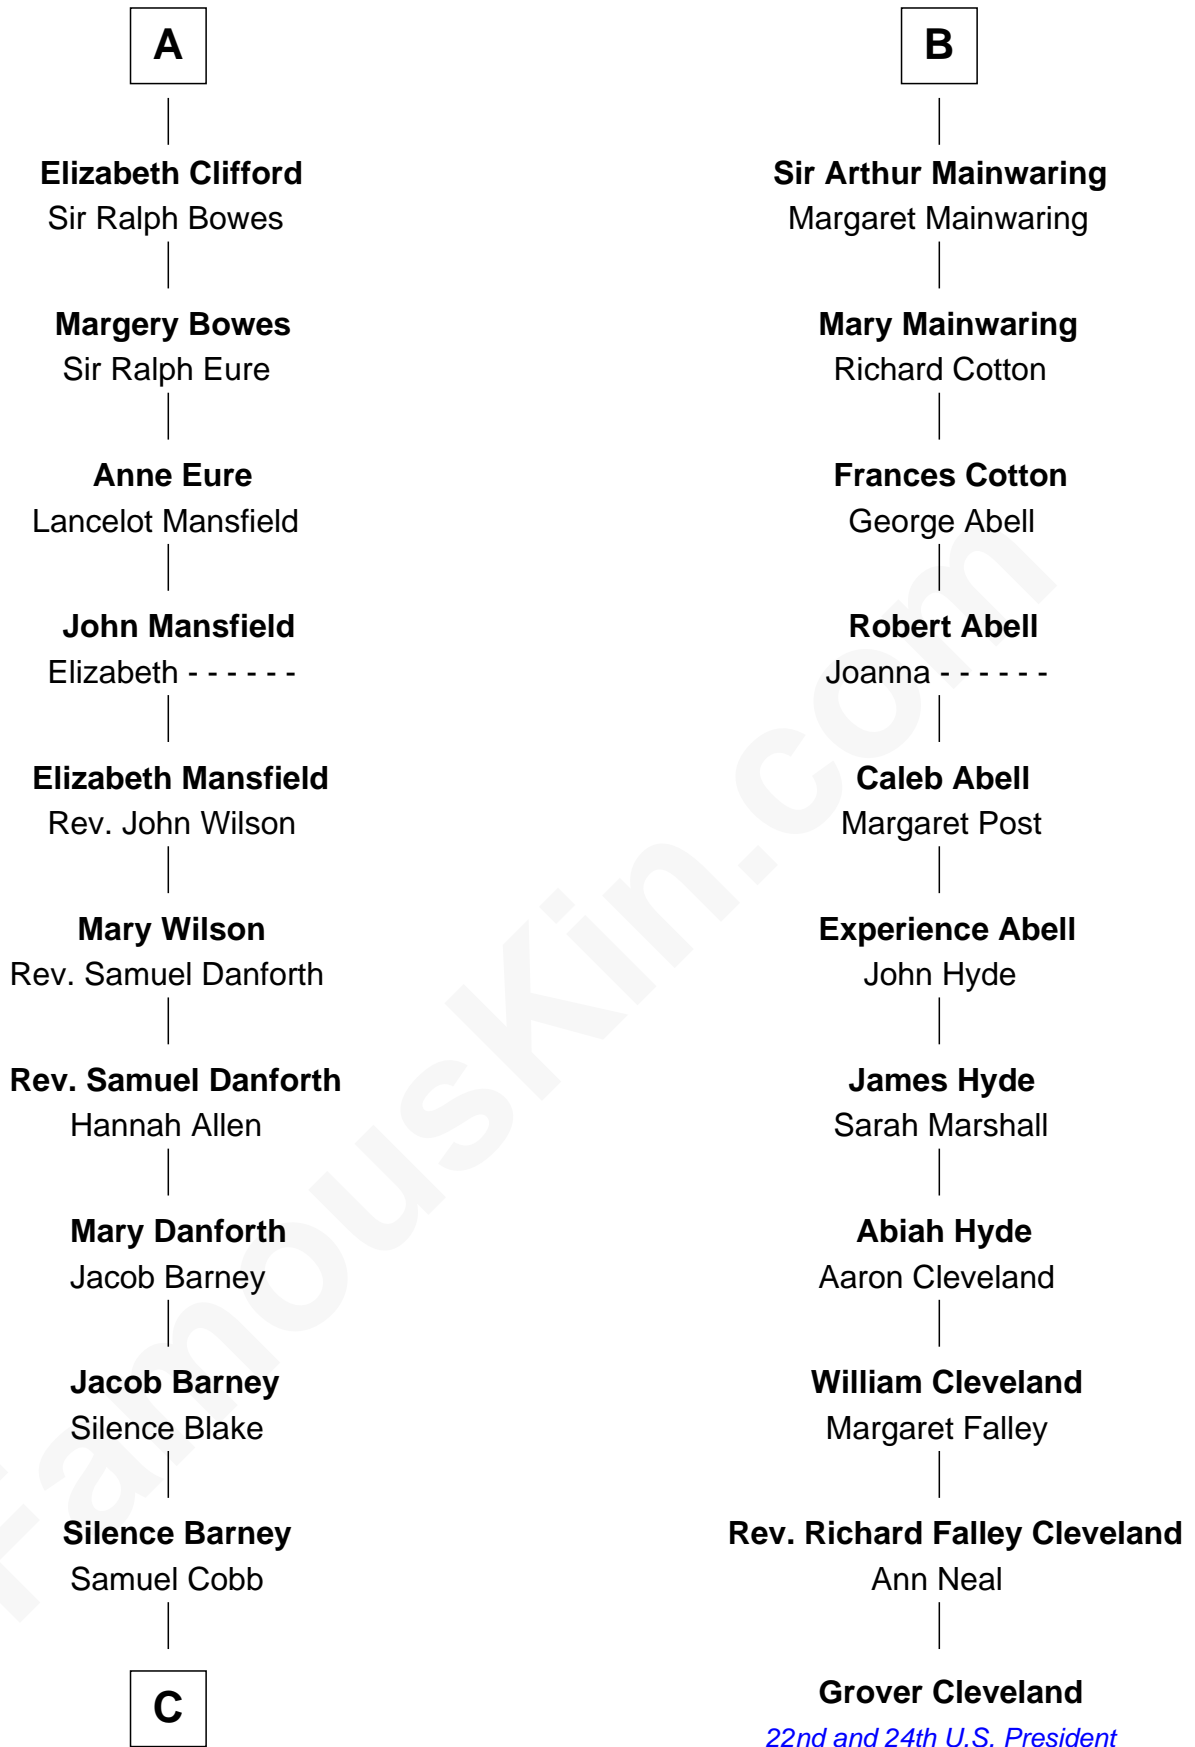 A
Elizabeth Clifford
Sir Ralph Bowes
Margery Bowes
Sir Ralph Eure
Anne Eure
Lancelot Mansfield
John Mansfield
Elizabeth - - - - - -
Elizabeth Mansfield
Rev. John Wilson
Mary Wilson
Rev. Samuel Danforth
Rev. Samuel Danforth
Hannah Allen
Mary Danforth
Jacob Barney
Jacob Barney
Silence Blake
Silence Barney
Samuel Cobb
C
B
Sir Arthur Mainwaring
Margaret Mainwaring
Mary Mainwaring
Richard Cotton
Frances Cotton
George Abell
Robert Abell
Joanna - - - - - -
Caleb Abell
Margaret Post
Experience Abell
John Hyde
James Hyde
Sarah Marshall
Abiah Hyde
Aaron Cleveland
William Cleveland
Margaret Falley
Rev. Richard Falley Cleveland
Ann Neal
Grover Cleveland
22nd and 24th U.S. President
FamousKin.com